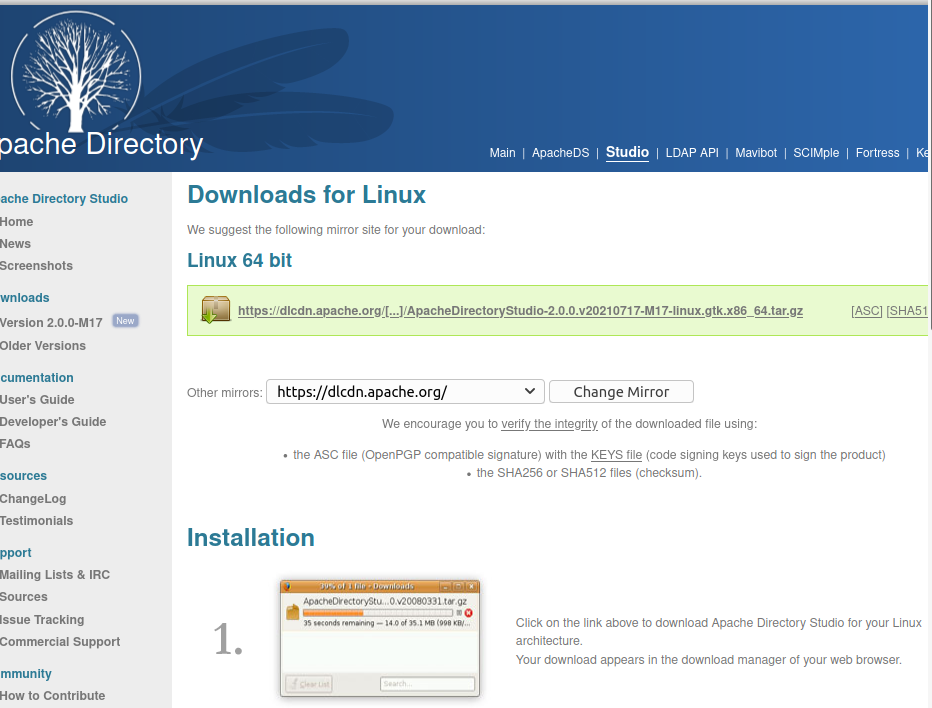 pache Directory
Main | ApacheDS | Studio | LDAP API | Mavibot | SCIMple | Fortress | Ke
ache Directory Studio
Home
News
Screenshots
wnloads
Version 2.0.0-M17 New
Older Versions
cumentation
User's Guide
Developer's Guide
FAQs
sources
ChangeLog
Testimonials
pport
Mailing Lists & IRC
Sources
Issue Tracking
Commercial Support
mmunity
How to Contribute
Downloads for Linux
We suggest the following mirror site for your download:
Linux 64 bit
https://dlcdn.apache.org/[...]/ApacheDirectoryStudio-2.0.0.v20210717-M17-linux.gtk.x86_64.tar.gz [ASC] [SHA51
Other mirrors: https://dlcdn.apache.org/ Change Mirror
We encourage you to verify the integrity of the downloaded file using:
• the ASC file (OpenPGP compatible signature) with the KEYS file (code signing keys used to sign the product)
• the SHA256 or SHA512 files (checksum).
Installation
1.
39% of 1 file - Downloads
ApacheDirectoryStu...0.v20080331.tar.gz
35 seconds remaining — 14.0 of 35.1 MB (998 KB/...
Clear List Search...
Click on the link above to download Apache Directory Studio for your Linux
architecture.
Your download appears in the download manager of your web browser.